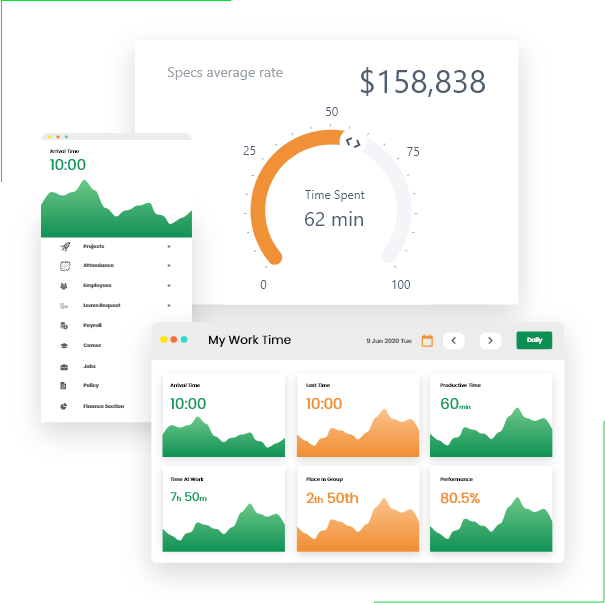 Specs average rate
$158,838
50
25
75
Time Spent
62 min
0
100
Arrival Time
10:00
Projects +
Attendance +
Employees +
Leave Request +
Payroll
Career
Jobs
Policy
Finance Section
My Work Time
9 Jun 2020 Tue
Daily
Arrival Time
10:00
Last Time
10:00
Productive Time
60min
Time At Work
7h 50m
Place In Group
2th 50th
Performance
80.5%